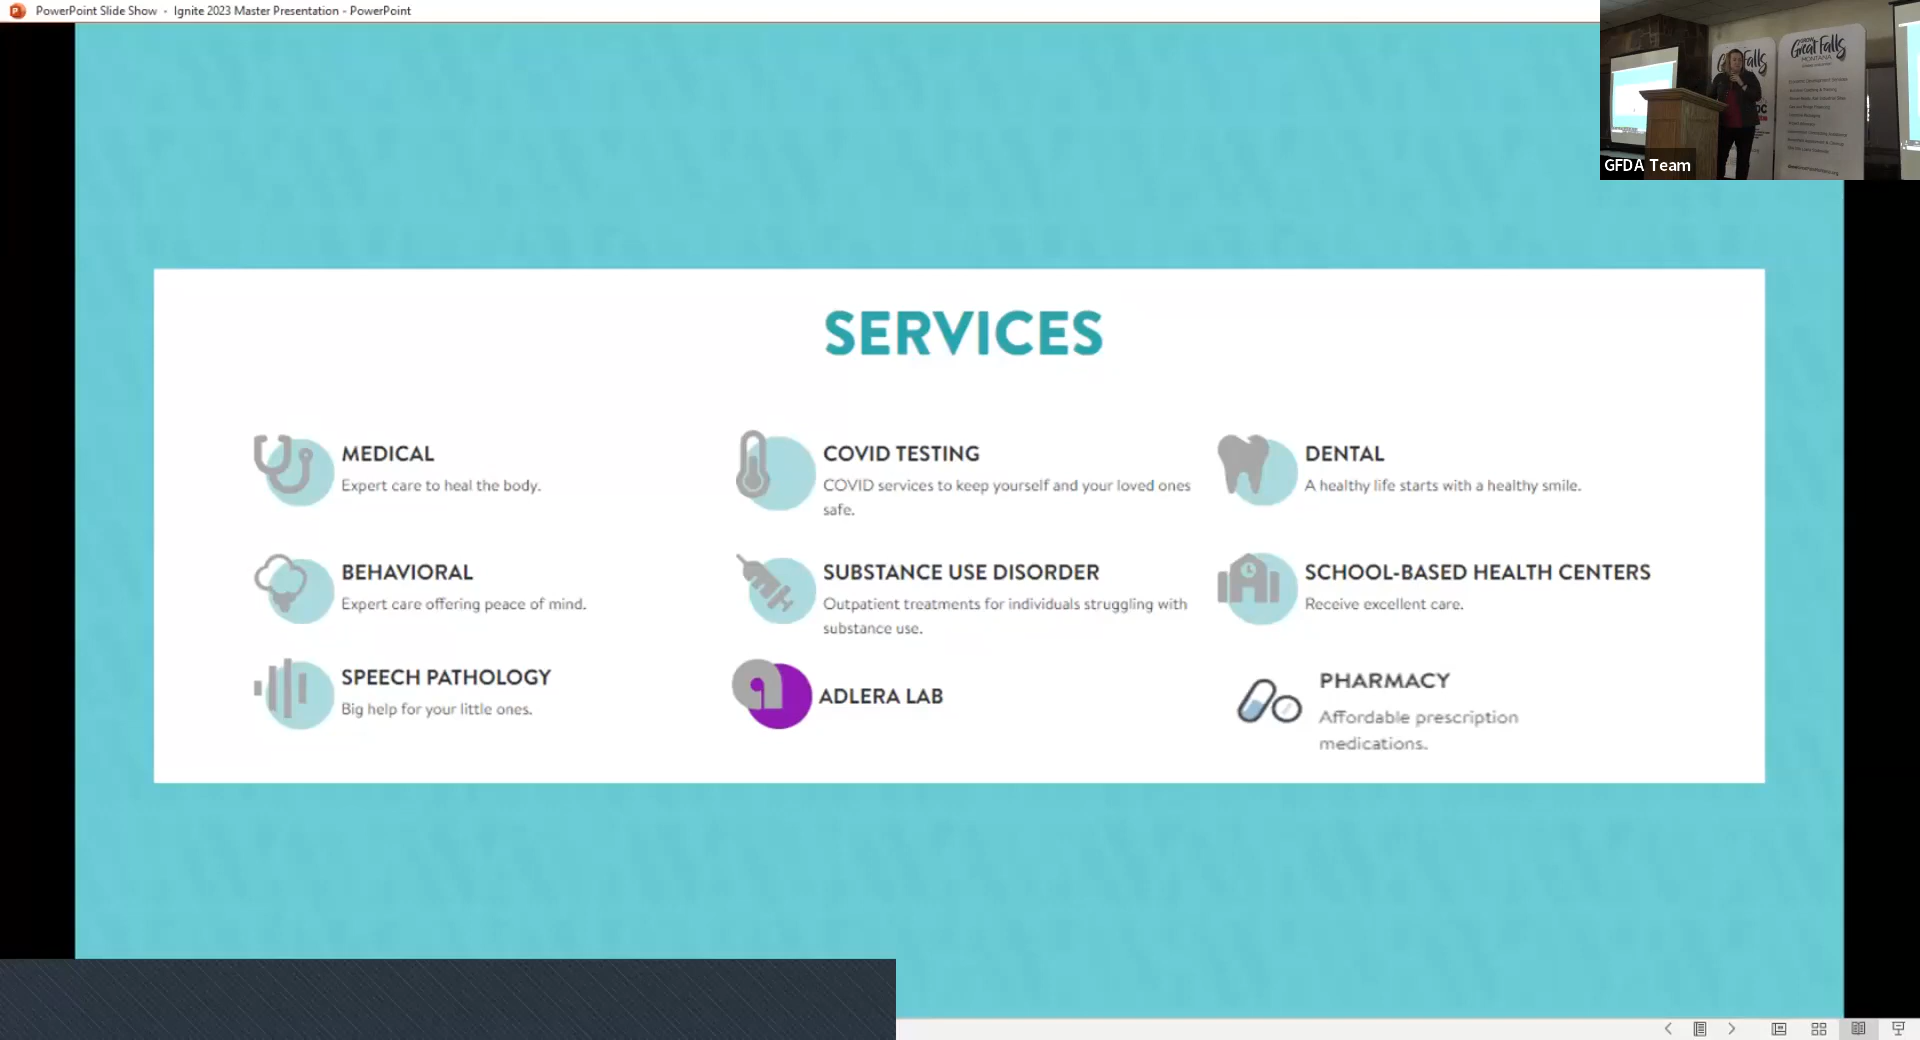 PowerPoint Slide Show - Ignite 2023 Master Presentation - PowerPoint
Great Falls
MONTANA
GFDA Team
SERVICES
MEDICAL
Expert care to heal the body.
COVID TESTING
COVID services to keep yourself and your loved ones
safe.
DENTAL
A healthy life starts with a healthy smile.
BEHAVIORAL
Expert care offering peace of mind.
SUBSTANCE USE DISORDER
Outpatient treatments for individuals struggling with
substance use.
SCHOOL-BASED HEALTH CENTERS
Receive excellent care.
SPEECH PATHOLOGY
Big help for your little ones.
ADLERA LAB
PHARMACY
Affordable prescription
medications.